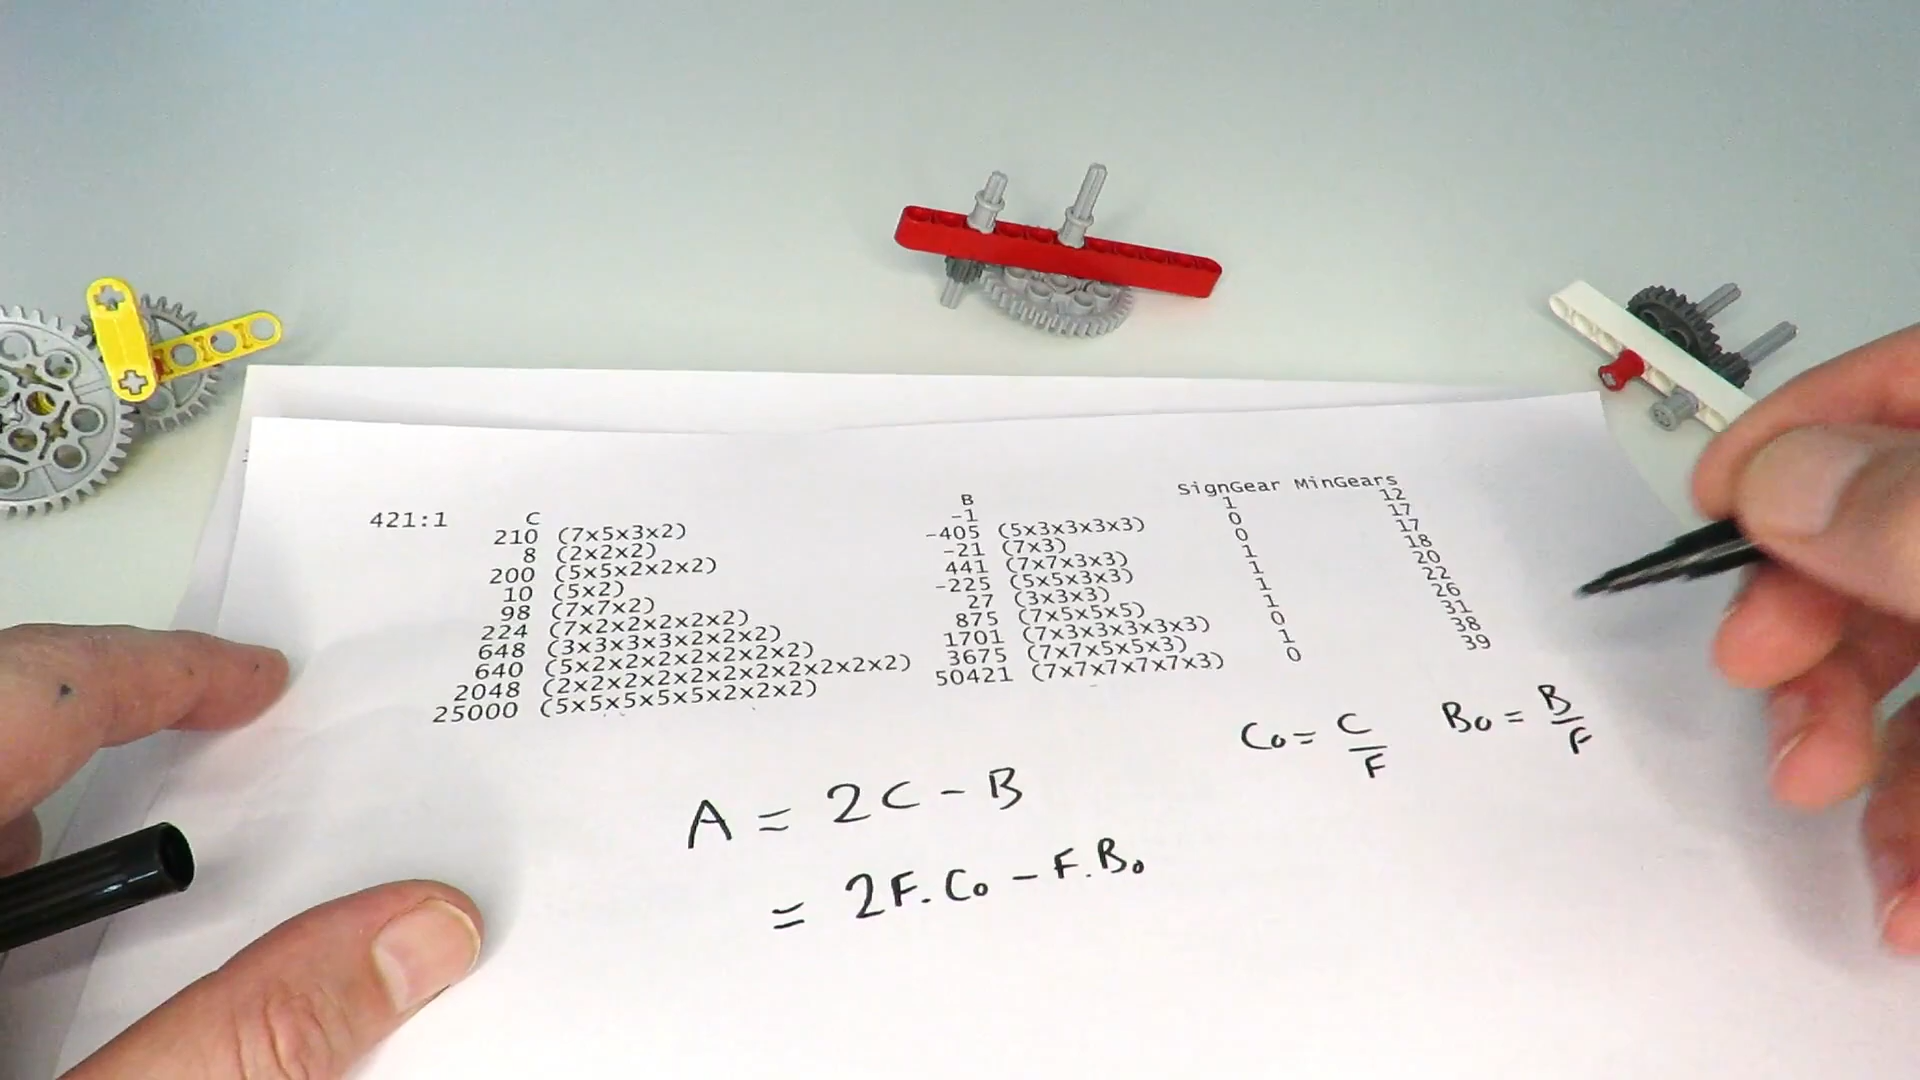 SignGear MinGears
421:1 C B
210 (7x5x3x2) -1 1 12
8 (2x2x2) -405 (5x3x3x3x3) 0 17
200 (5x5x2x2x2) -21 (7x3) 0 17
10 (5x2) 441 (7x7x3x3) 1 18
98 (7x7x2) -225 (5x5x3x3) 1 20
224 (7x2x2x2x2x2) 27 (3x3x3) 1 22
648 (3x3x3x3x2x2x2) 875 (7x5x5x5) 1 26
640 (5x2x2x2x2x2x2x2) 1701 (7x3x3x3x3x3) 0 31
2048 (2x2x2x2x2x2x2x2x2x2x2) 3675 (7x7x5x5x3) 1 38
25000 (5x5x5x5x5x2x2x2) 50421 (7x7x7x7x7x3) 0 39
C₀ = C/F B₀ = B/F
A = 2C - B
= 2F.C₀ - F.B₀